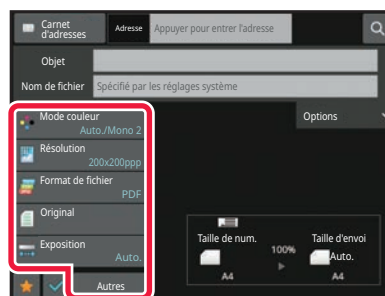 Carnet
d'adresses
Adresse
Appuyer pour entrer l'adresse
Objet
Nom de fichier
Spécifié par les réglages système
Mode couleur
Auto./Mono 2
Options
Résolution
200x200ppp
Format de fichier
PDF
Original
Exposition
Auto.
Taille de num.
100%
Taille d'envoi
Auto.
A4
A4
Autres